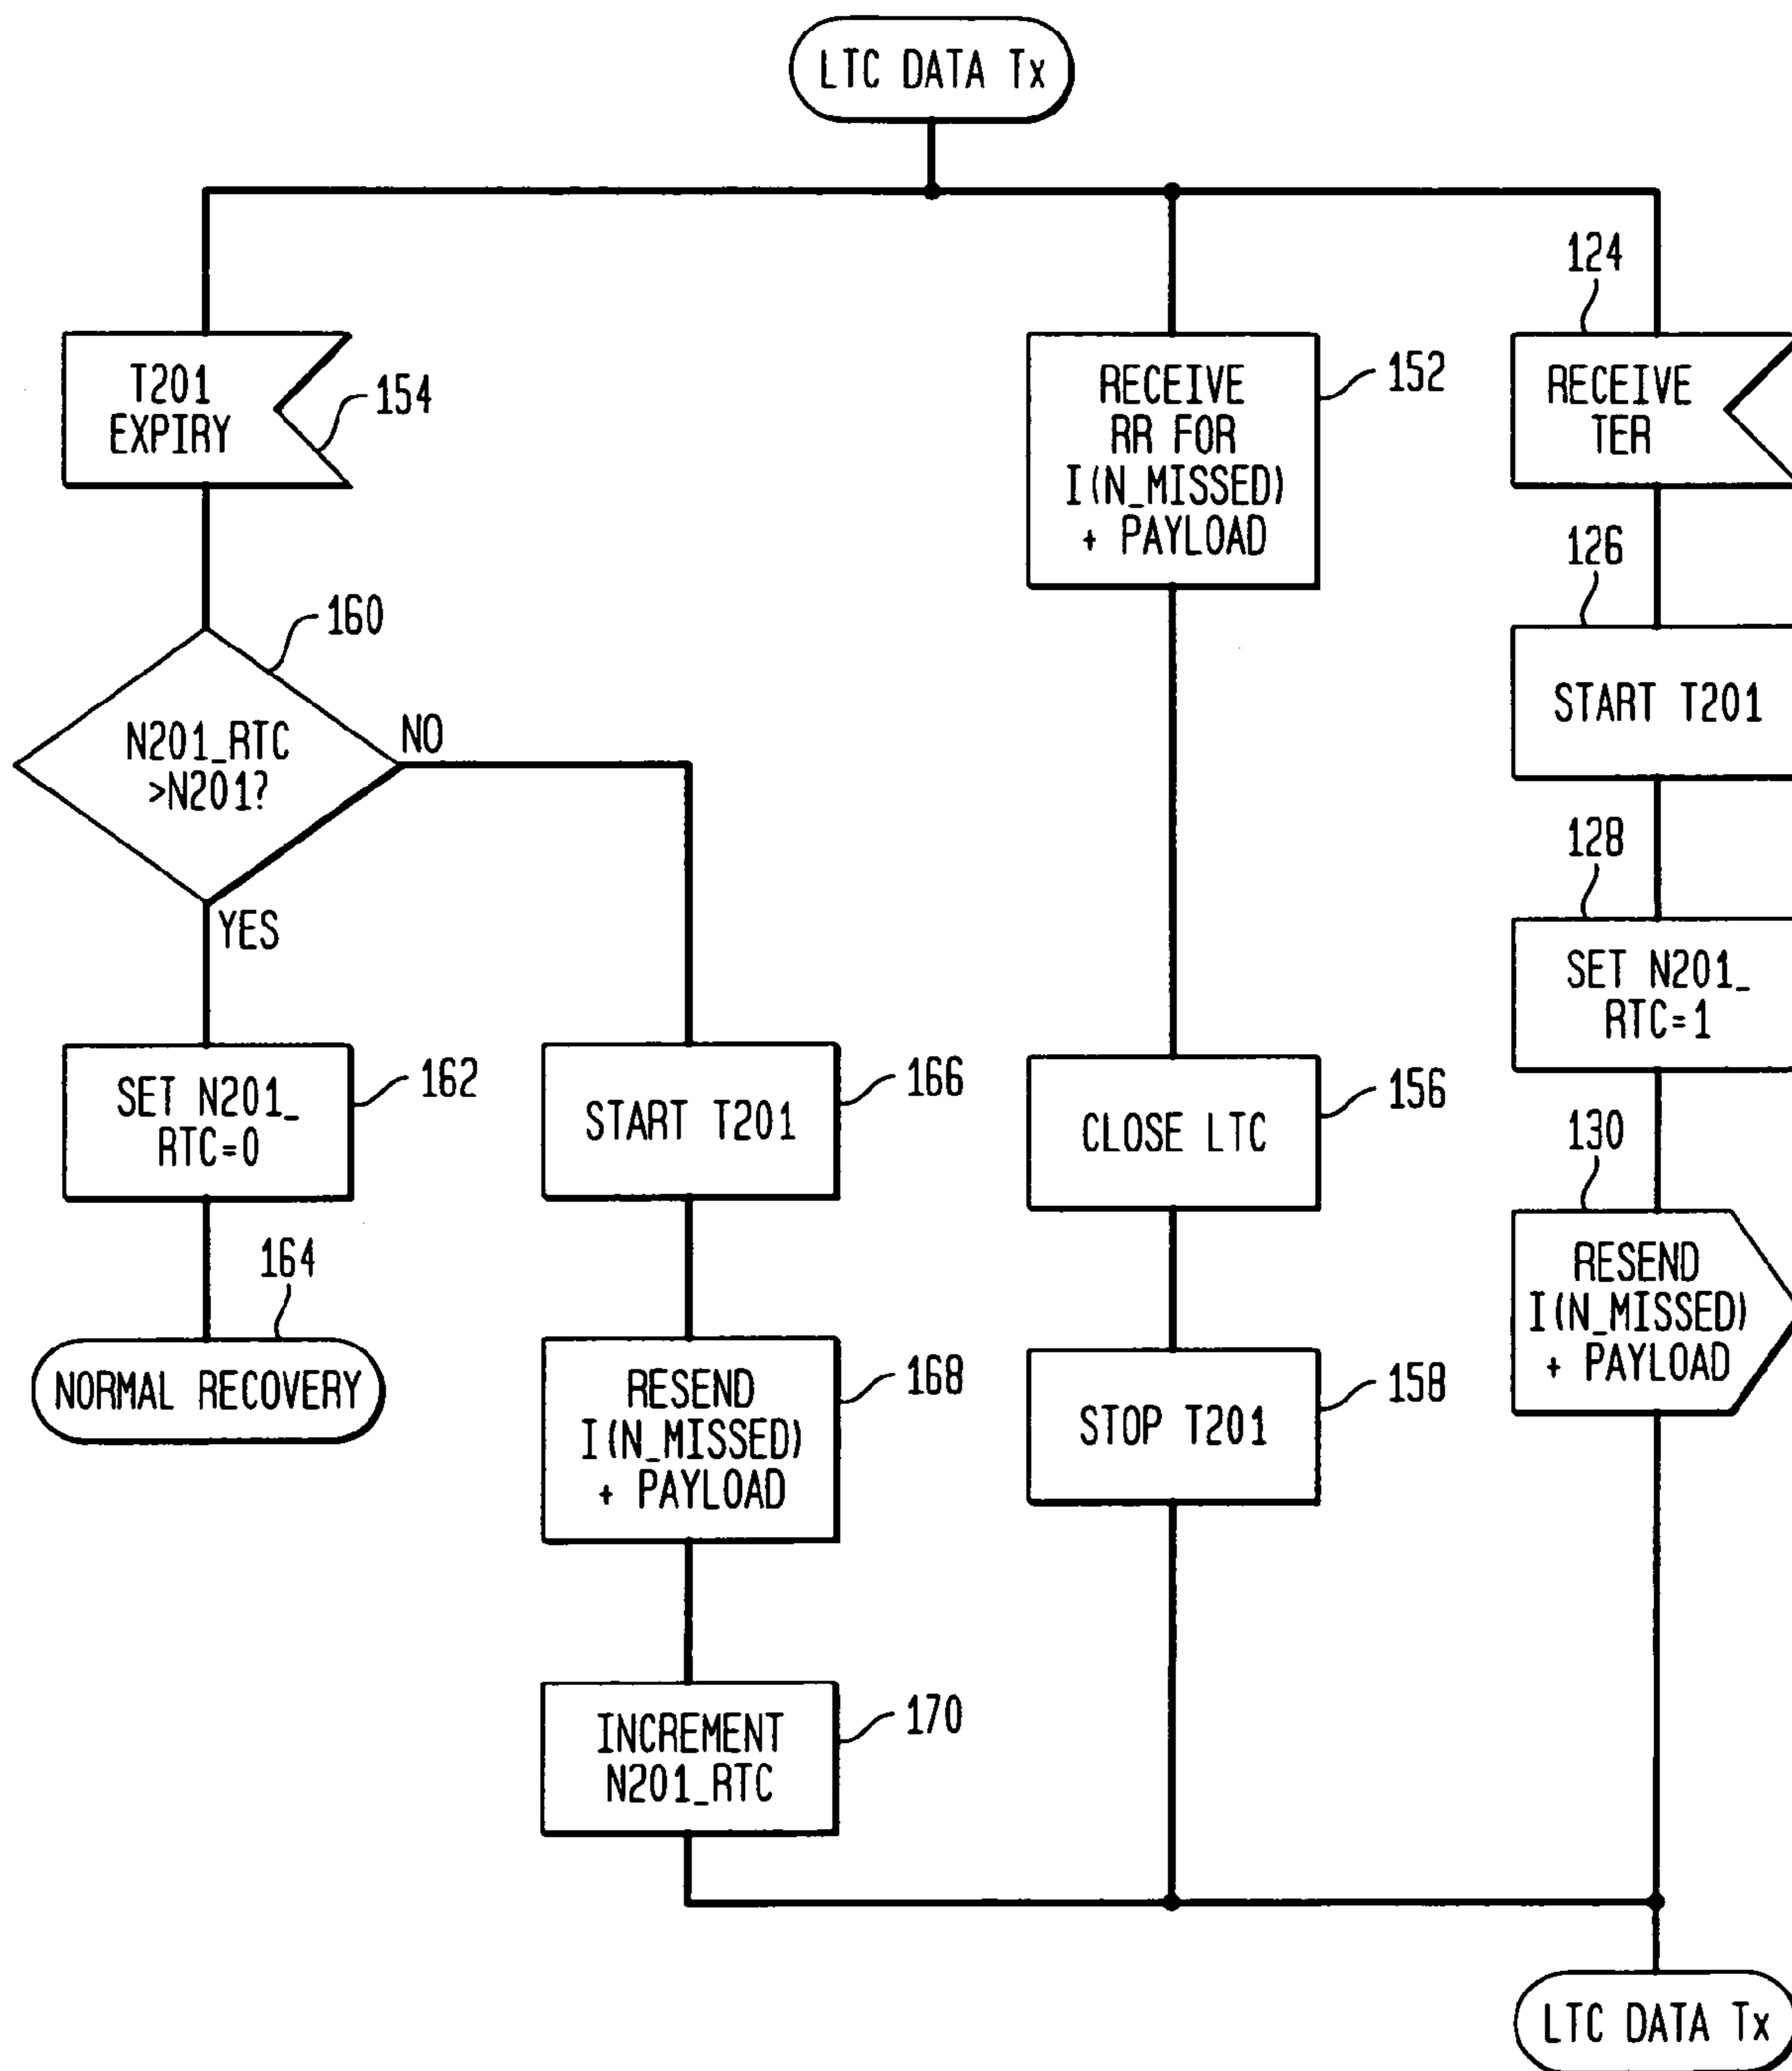 LTC DATA Tx
T201
EXPIRY
154
N201_RTC
>N201?
160
NO
YES
SET N201_
RTC=0
162
164
NORMAL RECOVERY
START T201
166
RESEND
I(N_MISSED)
+ PAYLOAD
168
INCREMENT
N201_RTC
170
RECEIVE
RR FOR
I(N_MISSED)
+ PAYLOAD
152
CLOSE LTC
156
STOP T201
158
124
RECEIVE
TER
126
START T201
128
SET N201_
RTC=1
130
RESEND
I(N_MISSED)
+ PAYLOAD
LTC DATA Tx